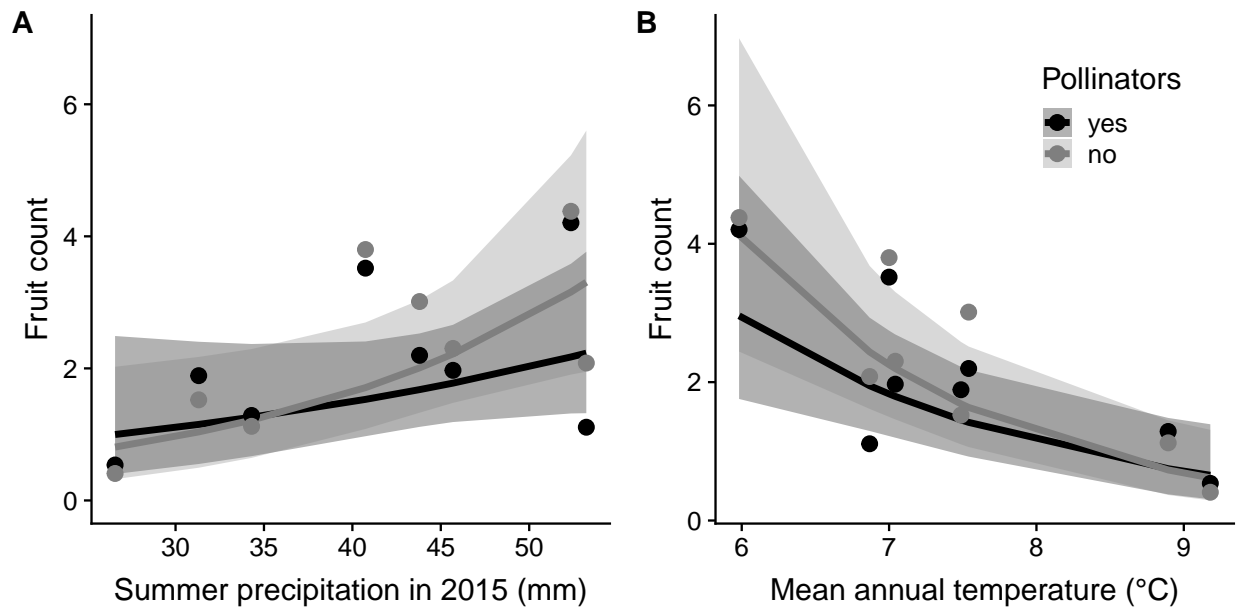 A
Fruit count
6
4
2
0
30 35 40 45 50
Summer precipitation in 2015 (mm)
B
Fruit count
6
4
2
0
6 7 8 9
Mean annual temperature (°C)
Pollinators
yes
no